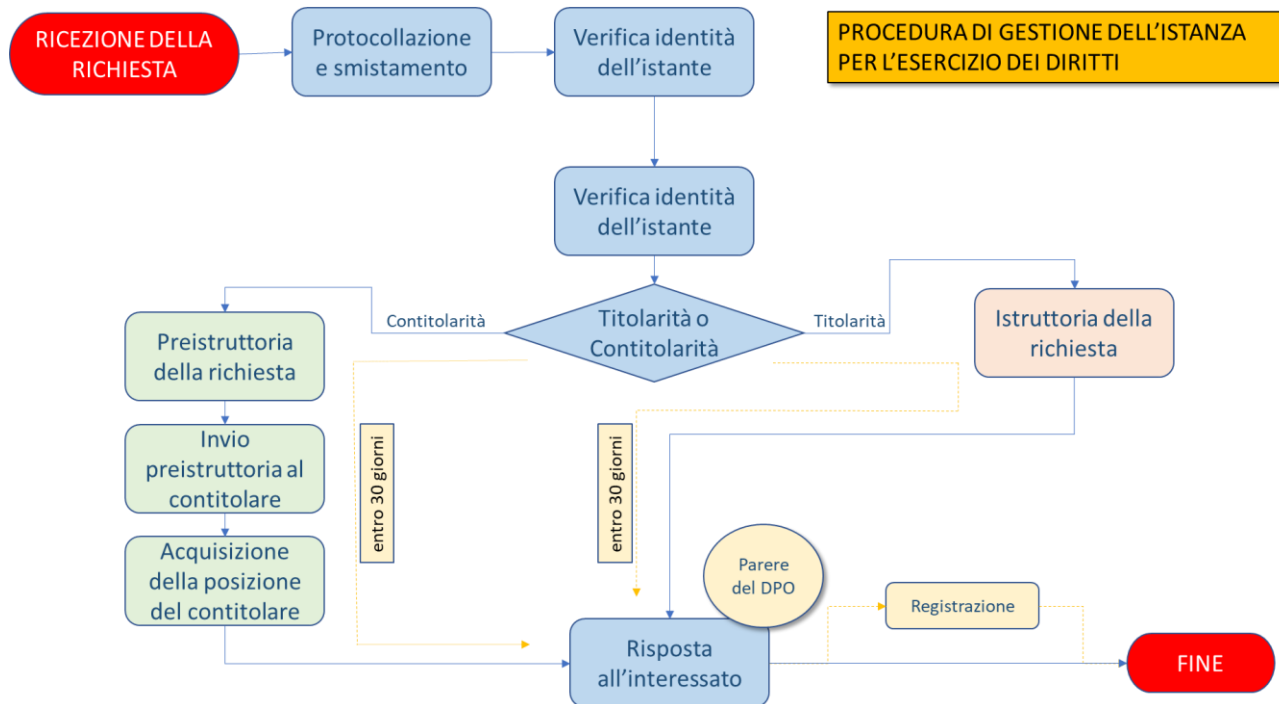 RICEZIONE DELLA
RICHIESTA
Protocollazione
e smistamento
Verifica identità
dell'istante
PROCEDURA DI GESTIONE DELL'ISTANZA
PER L'ESERCIZIO DEI DIRITTI
Verifica identità
dell'istante
Contitolarità
Titolarità o
Contitolarità
Titolarità
Istruttoria della
richiesta
Preistruttoria
della richiesta
Invio
preistruttoria al
contitolare
entro 30 giorni
entro 30 giorni
Acquisizione
della posizione
del contitolare
Parere
del DPO
Registrazione
Risposta
all'interessato
FINE